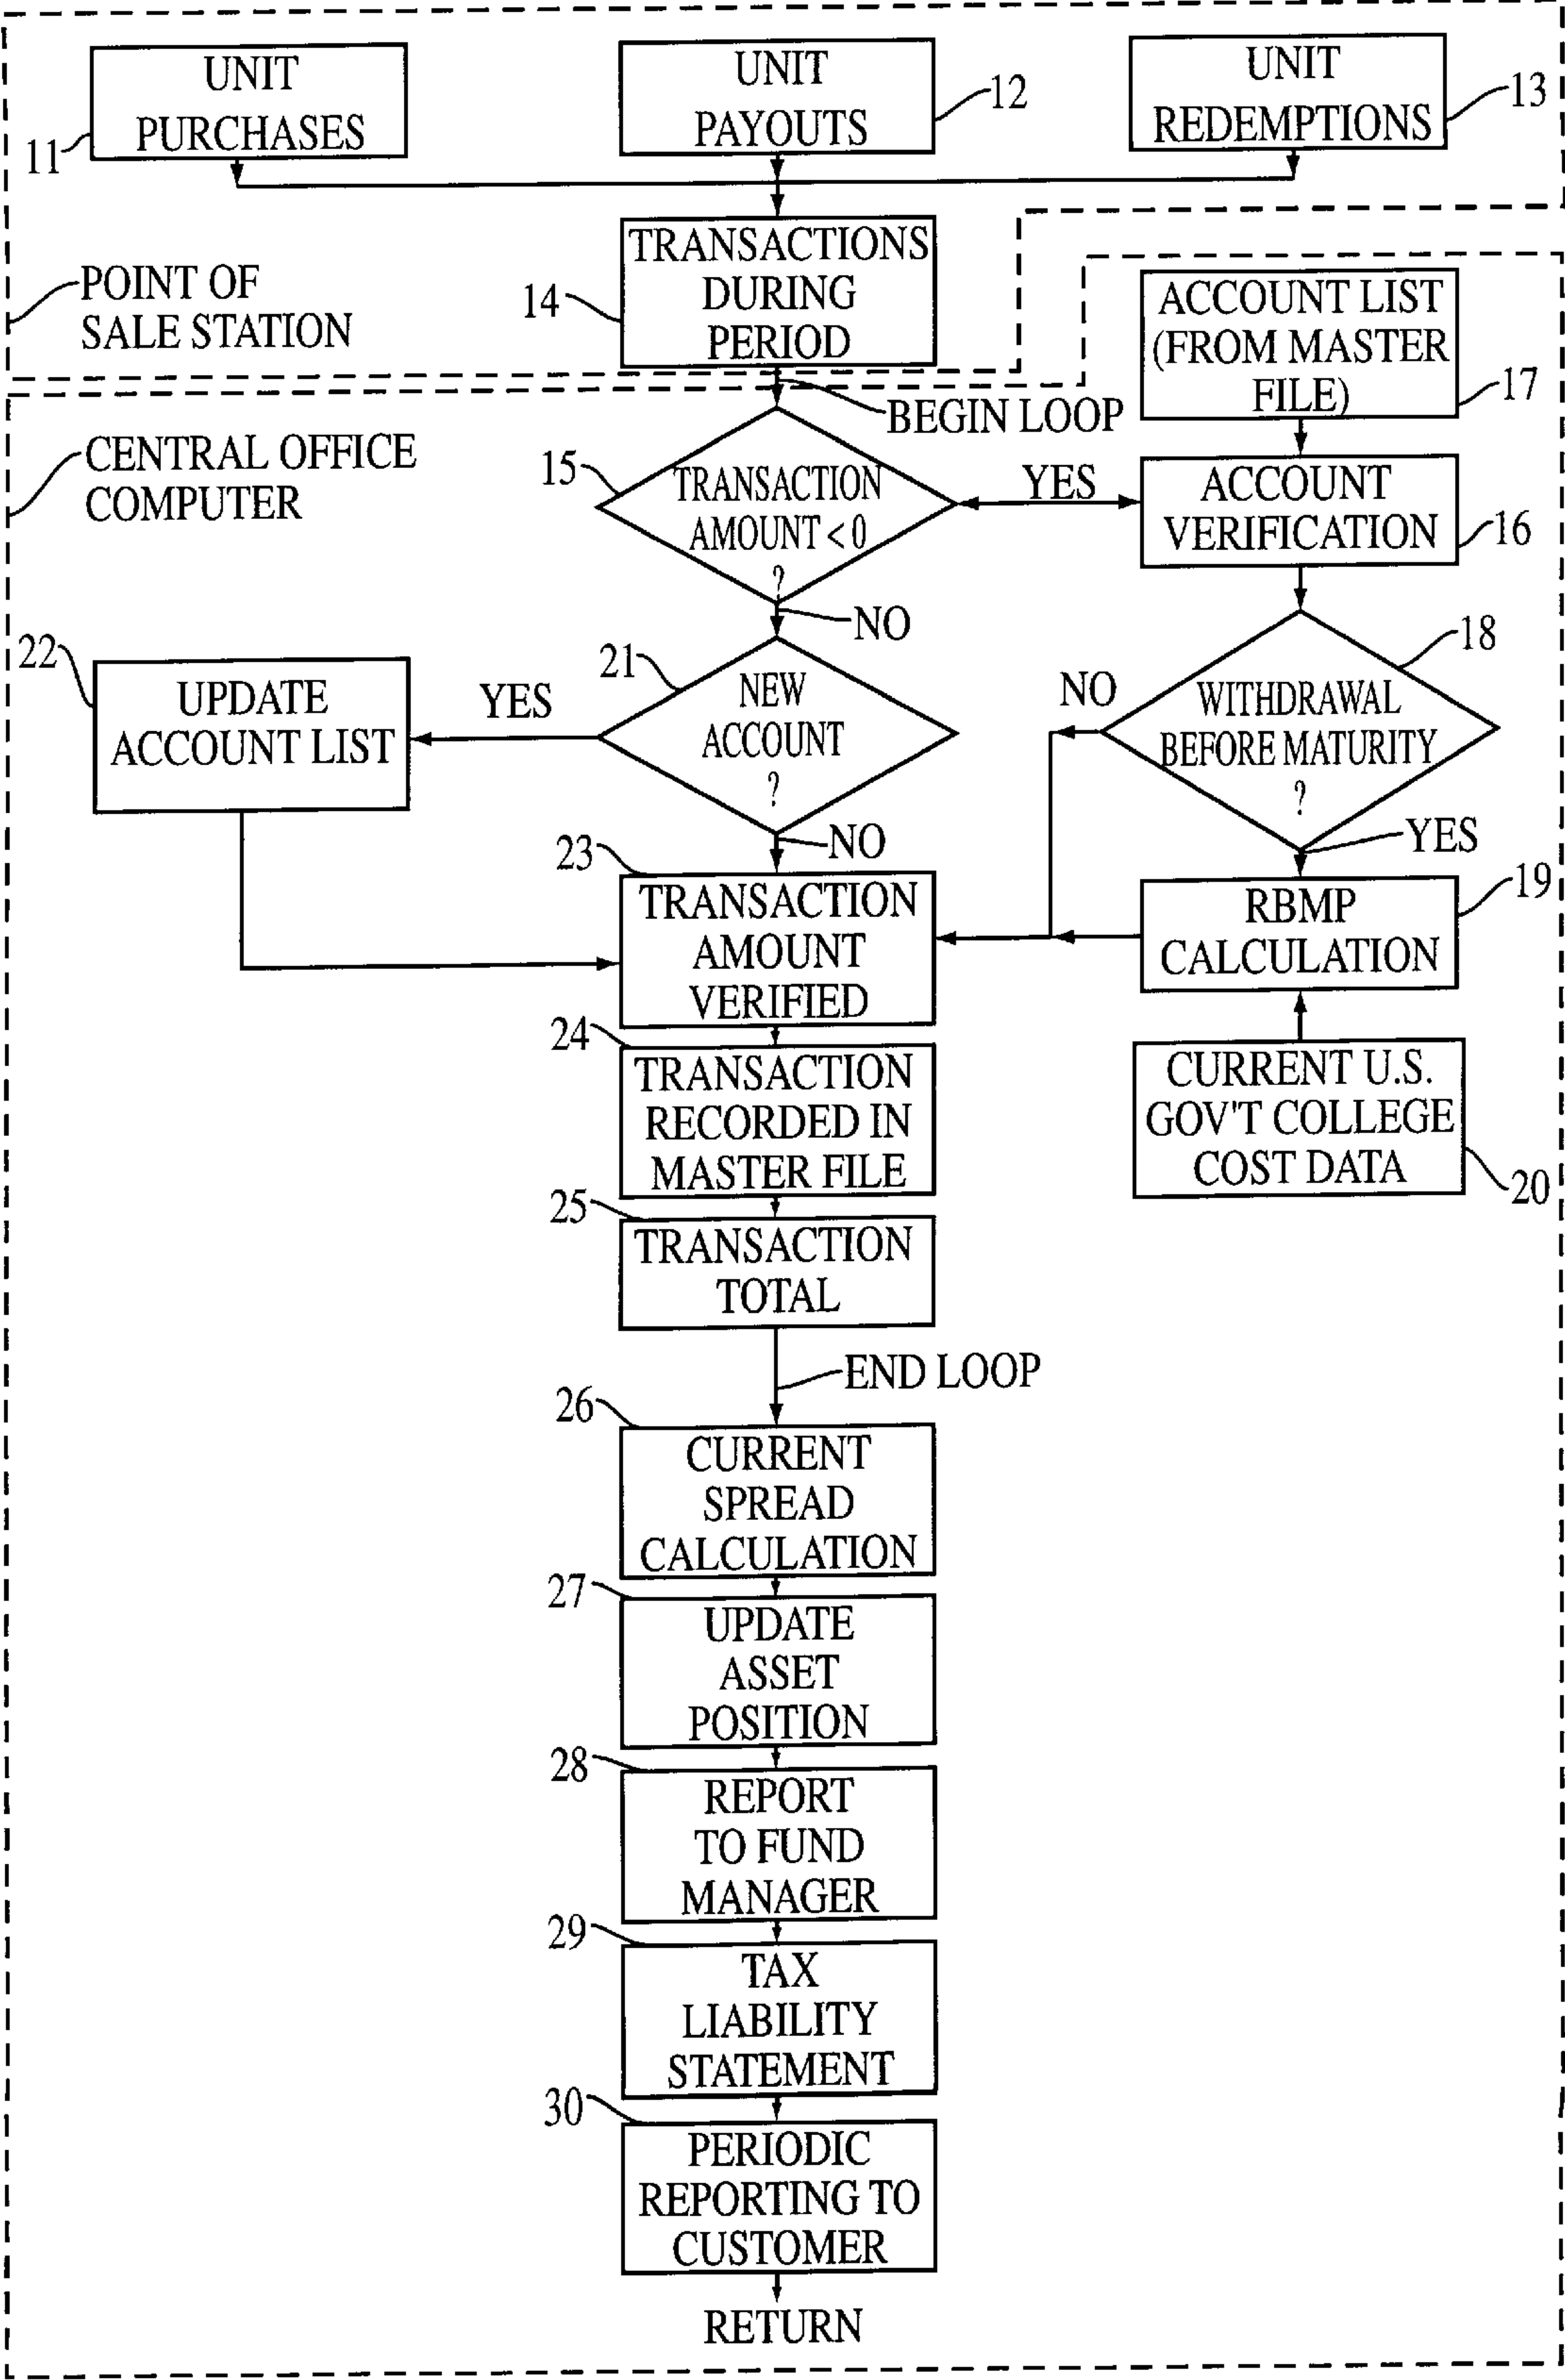 UNIT
PURCHASES
11
UNIT
PAYOUTS
12
UNIT
REDEMPTIONS
13
TRANSACTIONS
DURING
PERIOD
14
POINT OF
SALE STATION
ACCOUNT LIST
(FROM MASTER
FILE)
17
BEGIN LOOP
CENTRAL OFFICE
COMPUTER
15
TRANSACTION
AMOUNT < 0
?
YES
ACCOUNT
VERIFICATION
16
NO
22
UPDATE
ACCOUNT LIST
YES
21
NEW
ACCOUNT
?
NO
18
WITHDRAWAL
BEFORE MATURITY
?
NO
YES
23
TRANSACTION
AMOUNT
VERIFIED
RBMP
CALCULATION
19
24
TRANSACTION
RECORDED IN
MASTER FILE
CURRENT U.S.
GOV'T COLLEGE
COST DATA
20
25
TRANSACTION
TOTAL
END LOOP
26
CURRENT
SPREAD
CALCULATION
27
UPDATE
ASSET
POSITION
28
REPORT
TO FUND
MANAGER
29
TAX
LIABILITY
STATEMENT
30
PERIODIC
REPORTING TO
CUSTOMER
RETURN